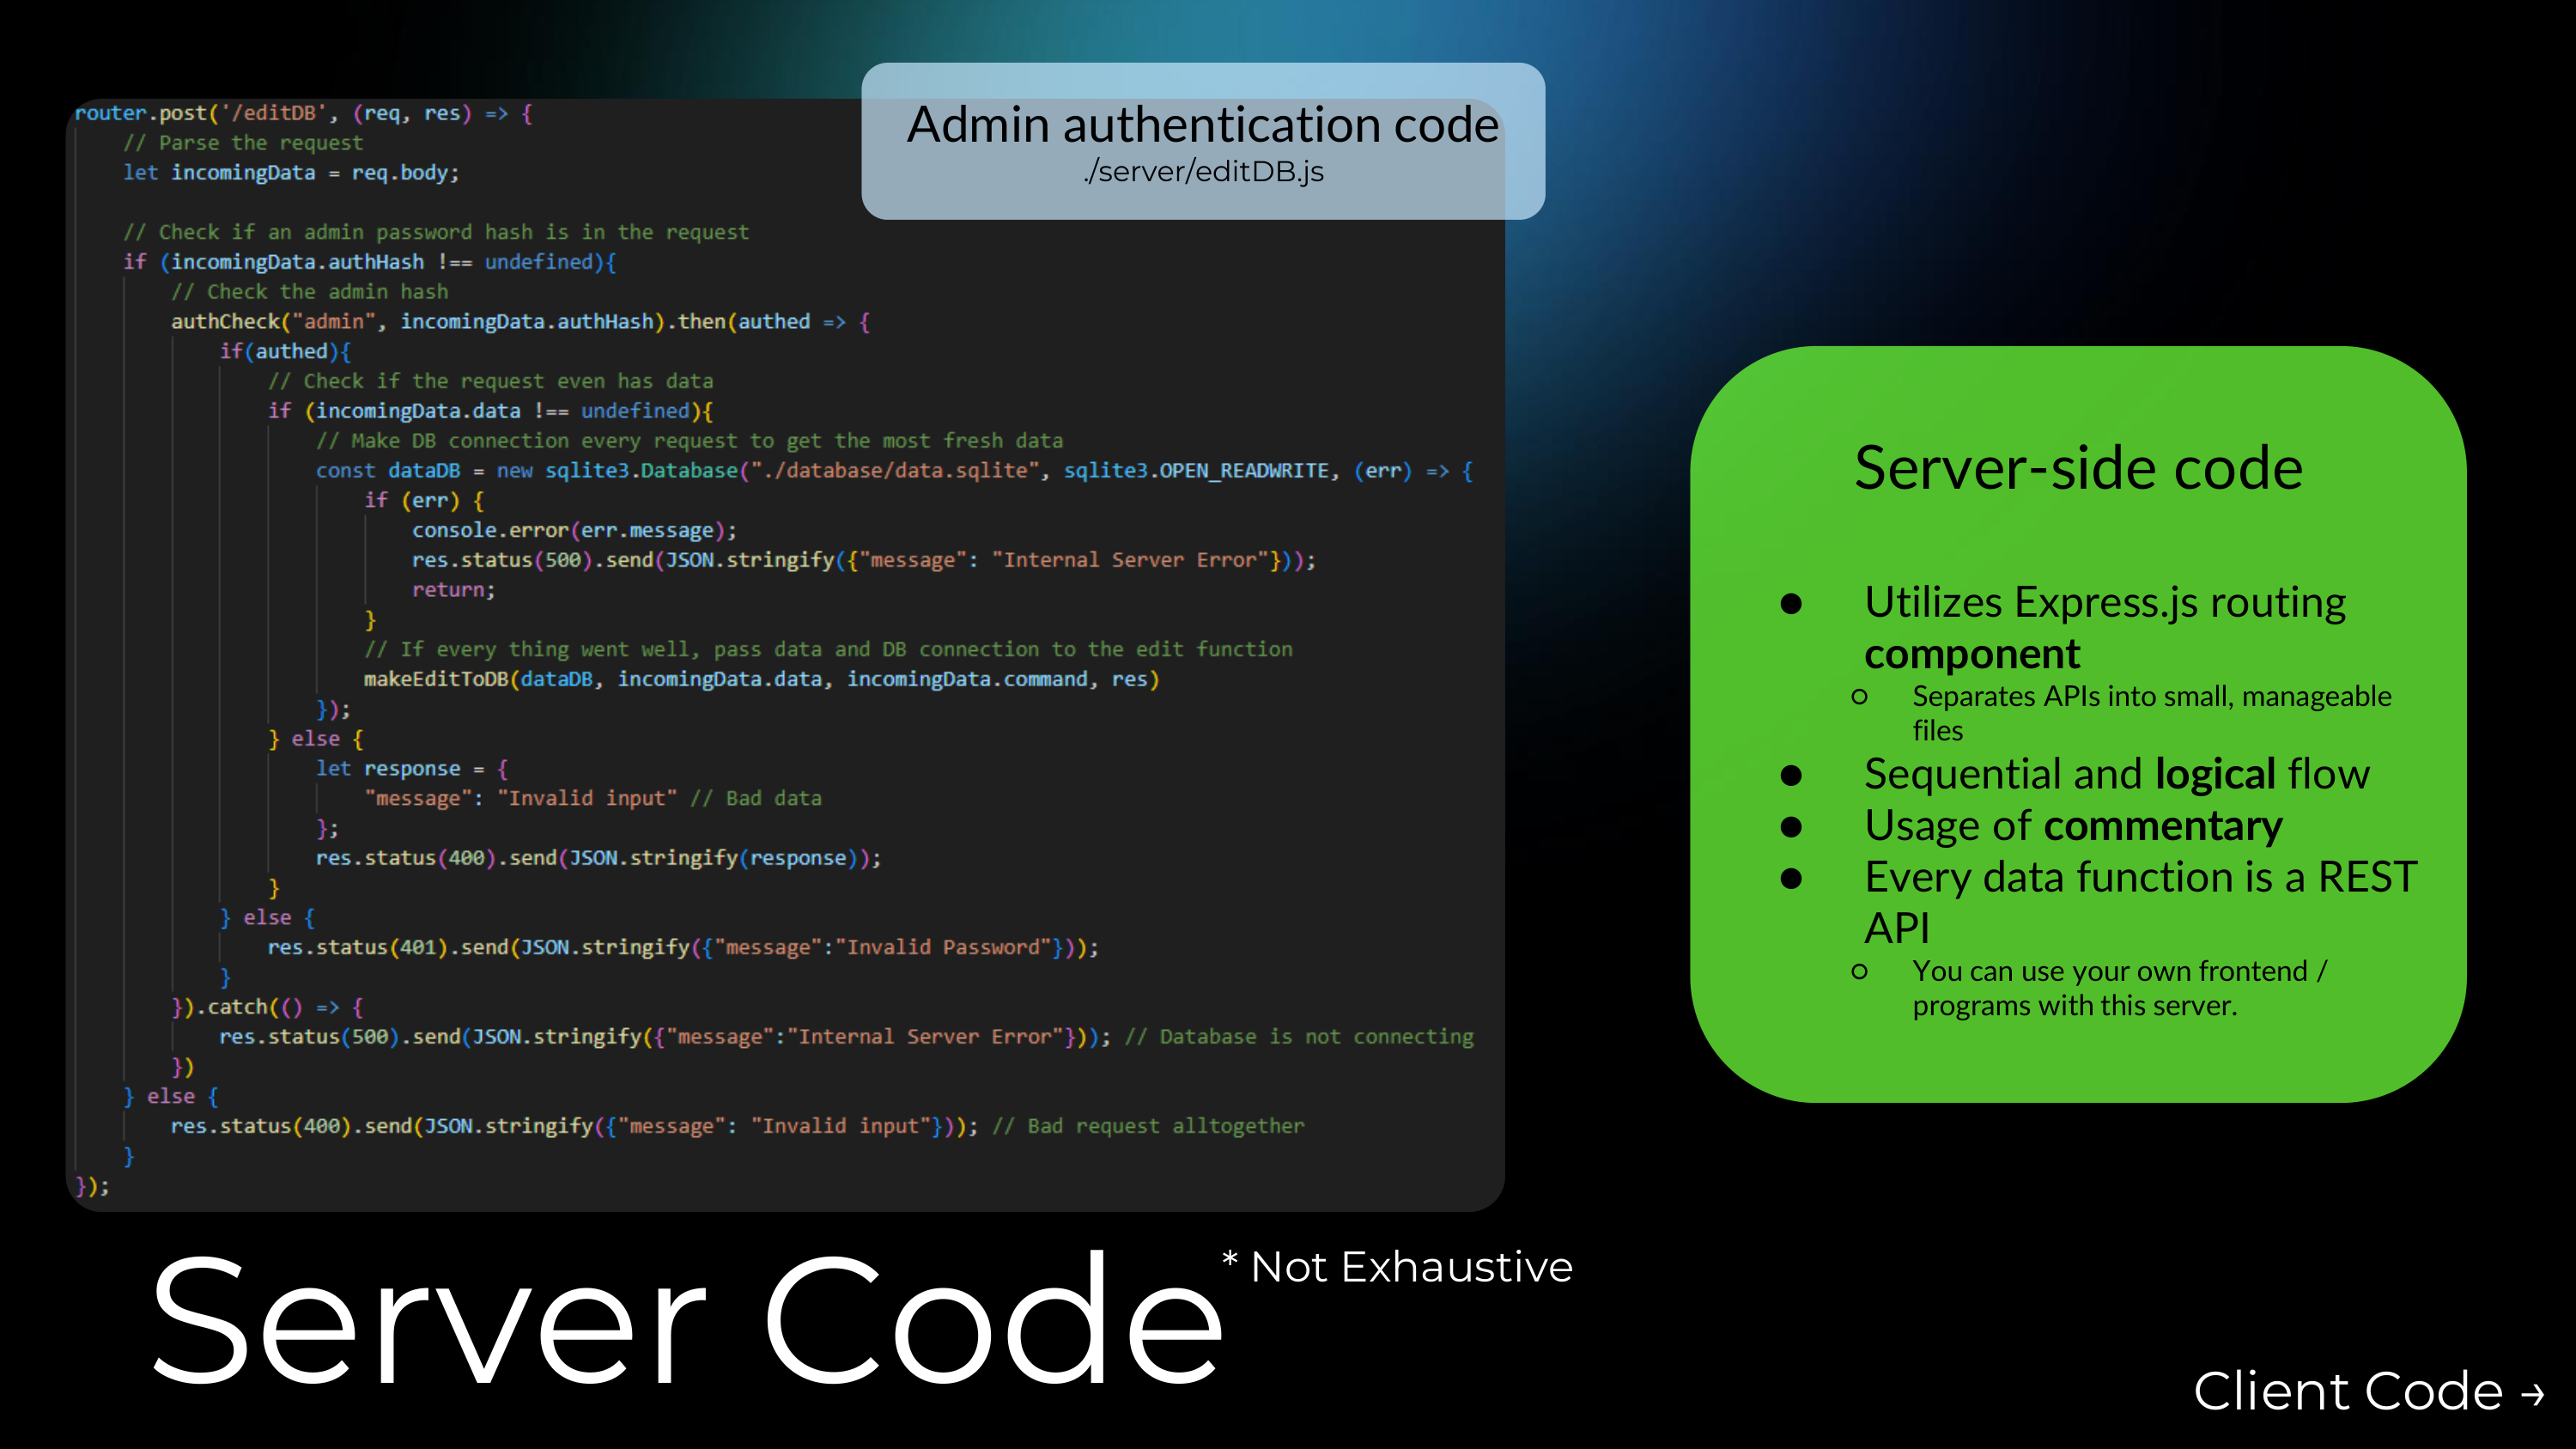 router.post('/editDB', (req, res) => {
    // Parse the request
    let incomingData = req.body;

    // Check if an admin password hash is in the request
    if (incomingData.authHash !== undefined){
        // Check the admin hash
        authCheck("admin", incomingData.authHash).then(authed => {
            if(authed){
                // Check if the request even has data
                if (incomingData.data !== undefined){
                    // Make DB connection every request to get the most fresh data
                    const dataDB = new sqlite3.Database("./database/data.sqlite", sqlite3.OPEN_READWRITE, (err) => {
                        if (err) {
                            console.error(err.message);
                            res.status(500).send(JSON.stringify({"message": "Internal Server Error"}));
                            return;
                        }
                        // If every thing went well, pass data and DB connection to the edit function
                        makeEditToDB(dataDB, incomingData.data, incomingData.command, res)
                    });
                } else {
                    let response = {
                        "message": "Invalid input" // Bad data
                    };
                    res.status(400).send(JSON.stringify(response));
                }
            } else {
                res.status(401).send(JSON.stringify({"message":"Invalid Password"}));
            }
        }).catch(() => {
            res.status(500).send(JSON.stringify({"message":"Internal Server Error"})); // Database is not connecting
        })
    } else {
        res.status(400).send(JSON.stringify({"message": "Invalid input"})); // Bad request alltogether
    }
});
Admin authentication code
./server/editDB.js
Server-side code
● Utilizes Express.js routing
component
○ Separates APIs into small, manageable
files
● Sequential and logical flow
● Usage of commentary
● Every data function is a REST
API
○ You can use your own frontend /
programs with this server.
Server Code
* Not Exhaustive
Client Code →